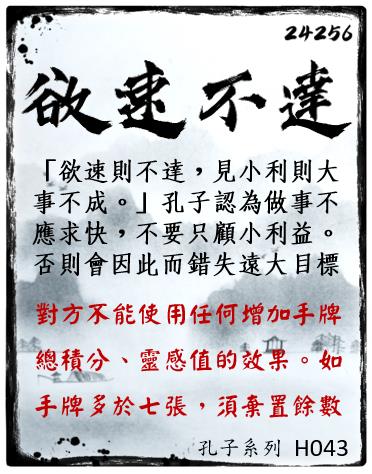 24256
欲速不達
「欲速則不達，見小利則大
事不成。」孔子認為做事不
應求快，不要只顧小利益。
否則會因此而錯失遠大目標
對方不能使用任何增加手牌
總積分、靈感值的效果。如
手牌多於七張，須棄置餘數
孔子系列 H043